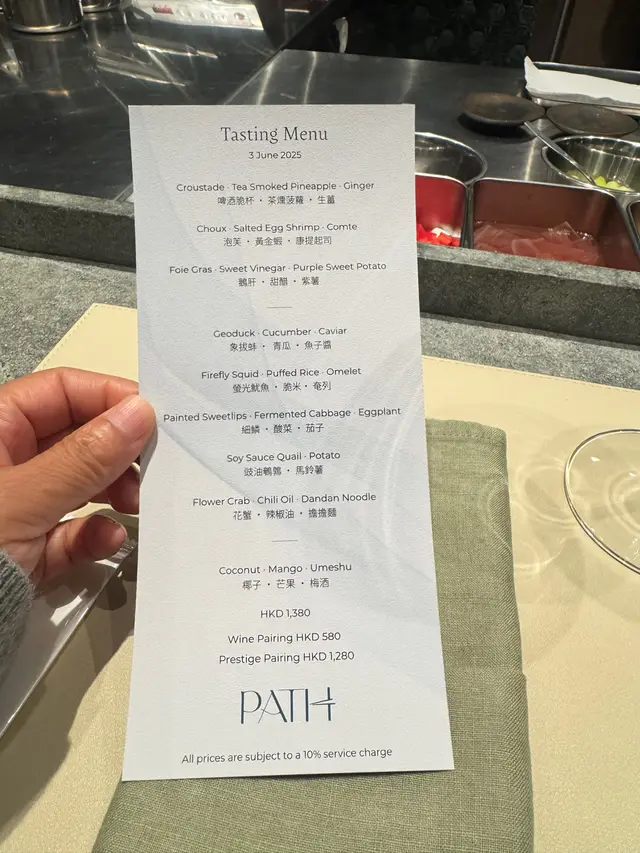 Tasting Menu
3 June 2025
Croustade · Tea Smoked Pineapple · Ginger
啤酒脆杯 · 茶燻菠蘿 · 生薑
Choux · Salted Egg Shrimp · Comte
泡芙 · 黃金蝦 · 康提起司
Foie Gras · Sweet Vinegar · Purple Sweet Potato
鵝肝 · 甜醋 · 紫薯
Geoduck · Cucumber · Caviar
象拔蚌 · 青瓜 · 魚子醬
Firefly Squid · Puffed Rice · Omelet
螢光魷魚 · 脆米 · 奄列
Painted Sweetlips · Fermented Cabbage · Eggplant
細鱗 · 酸菜 · 茄子
Soy Sauce Quail · Potato
豉油鵪鶉 · 馬鈴薯
Flower Crab · Chili Oil · Dandan Noodle
花蟹 · 辣椒油 · 擔擔麵
Coconut · Mango · Umeshu
椰子 · 芒果 · 梅酒
HKD 1,380
Wine Pairing HKD 580
Prestige Pairing HKD 1,280
PATH
All prices are subject to a 10% service charge